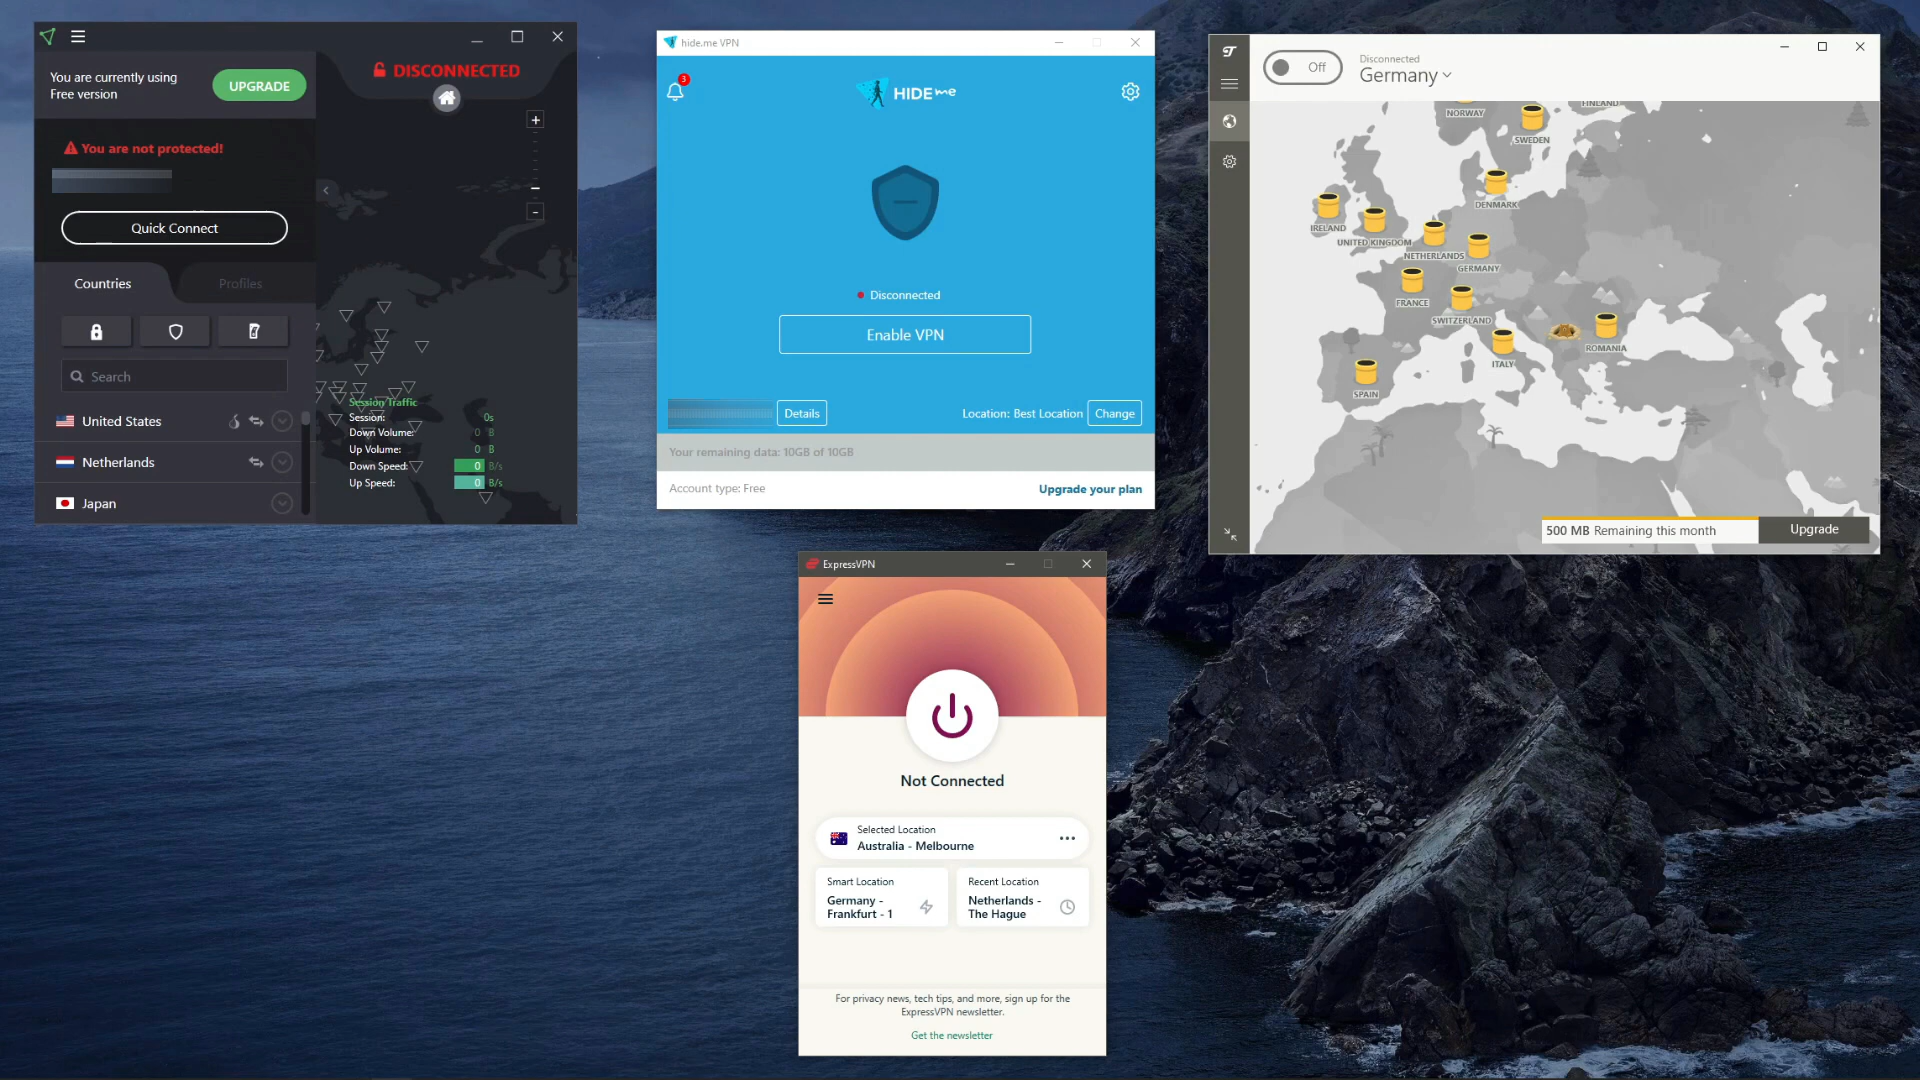 You are currently using
Free version
UPGRADE
DISCONNECTED
You are not protected!
Quick Connect
Countries
Profiles
Search
United States
Netherlands
Japan
Session Traffic
Session: 0s
Down Volume: 0 B
Up Volume: 0 B
Down Speed: 0 B/s
Up Speed: 0 B/s
hide.me VPN
3
HIDE me
Disconnected
Enable VPN
Details
Location: Best Location
Change
Your remaining data: 10GB of 10GB
Account type: Free
Upgrade your plan
Off
Disconnected
Germany
NORWAY
FINLAND
SWEDEN
DENMARK
IRELAND
UNITED KINGDOM
NETHERLANDS
GERMANY
FRANCE
SWITZERLAND
ROMANIA
ITALY
SPAIN
500 MB Remaining this month
Upgrade
ExpressVPN
Not Connected
Selected Location
Australia - Melbourne
Smart Location
Germany -
Frankfurt - 1
Recent Location
Netherlands -
The Hague
For privacy news, tech tips, and more, sign up for the
ExpressVPN newsletter.
Get the newsletter